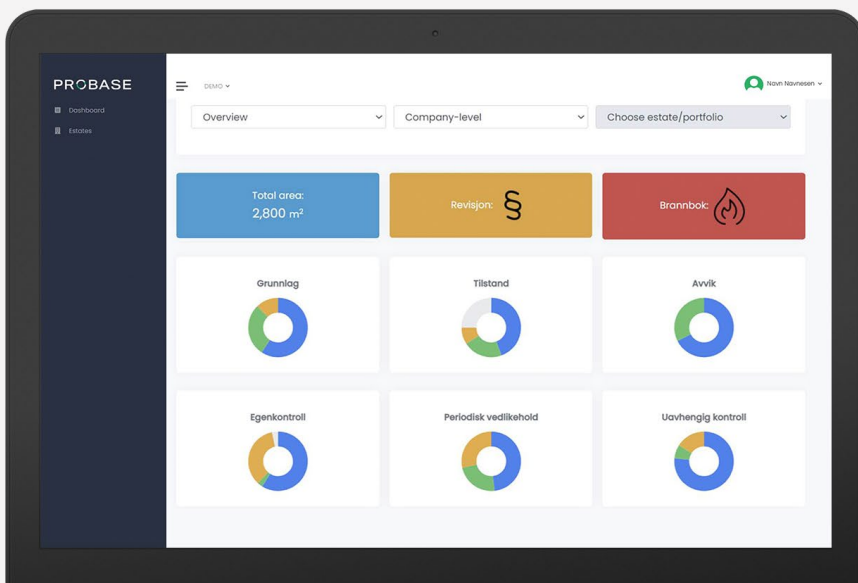 PROBASE
Dashboard
Estates
DEMO
Navn Navnesen
Overview
Company-level
Choose estate/portfolio
Total area:
2,800 m²
Revisjon: §
Brannbok:
Grunnlag
Tilstand
Avvik
Egenkontroll
Periodisk vedlikehold
Uavhengig kontroll